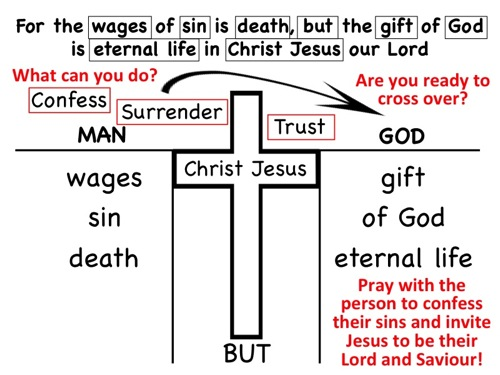 For the wages of sin is death, but the gift of God
is eternal life in Christ Jesus our Lord
What can you do?
Are you ready to
cross over?
Confess
Surrender
Trust
MAN
GOD
Christ Jesus
wages
gift
sin
of God
death
eternal life
Pray with the
person to confess
their sins and invite
Jesus to be their
Lord and Saviour!
BUT